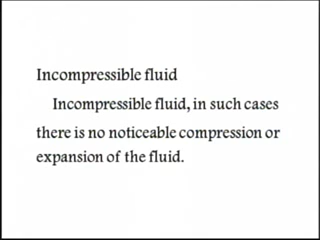 Incompressible fluid
Incompressible fluid, in such cases
there is no noticeable compression or
expansion of the fluid.